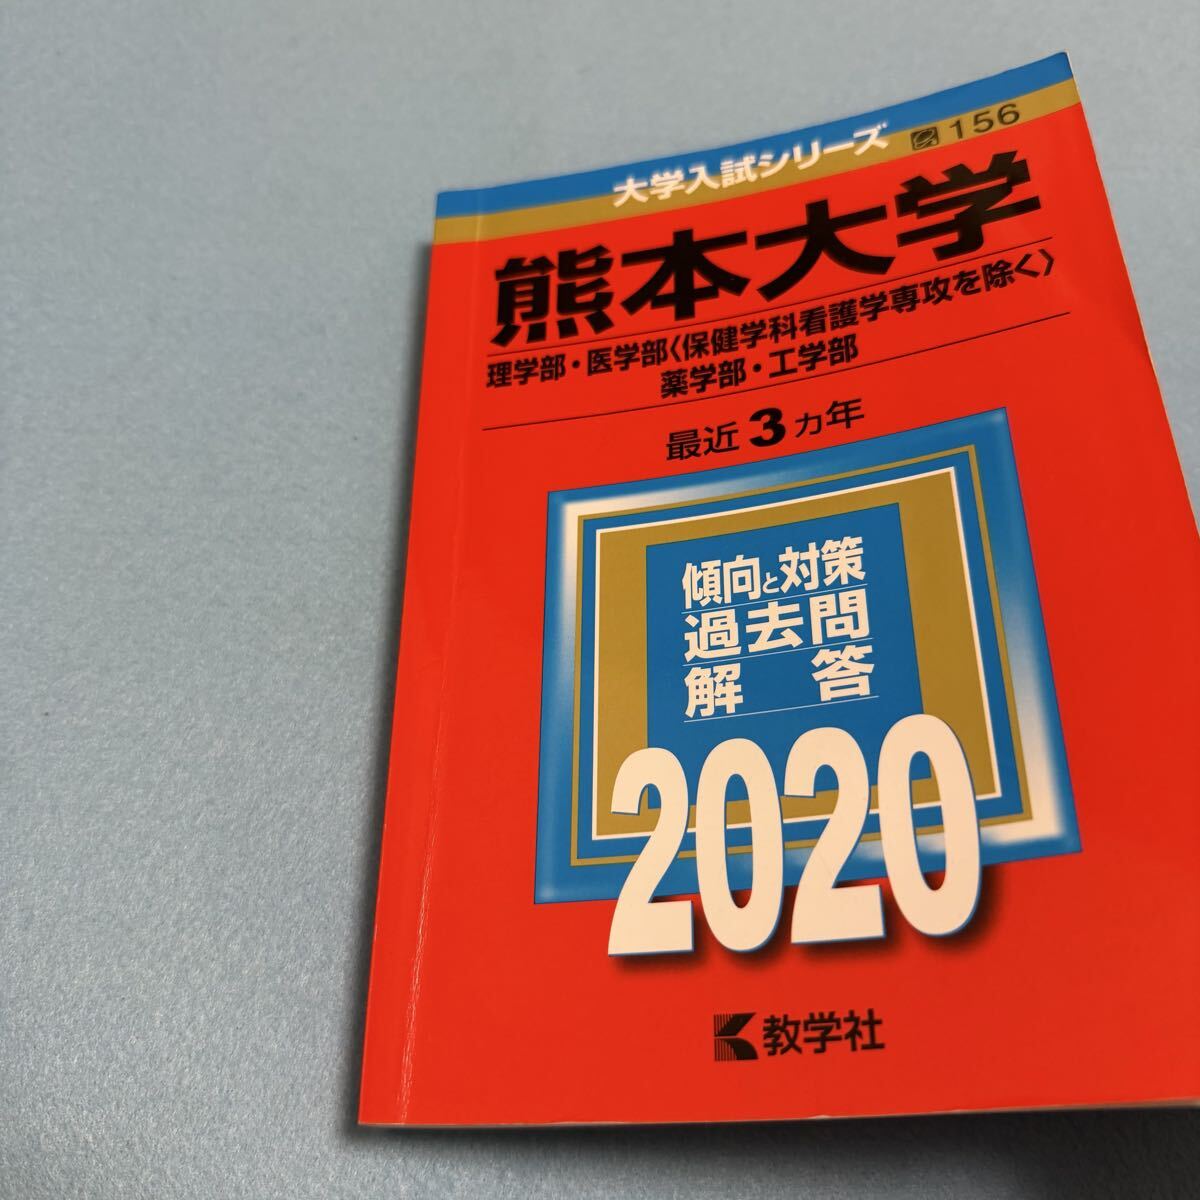 大学入試シリーズ 156
熊本大学
理学部・医学部〈保健学科看護学専攻を除く〉
薬学部・工学部
最近3ヵ年
傾向と対策
過去問
解答
2020
教学社